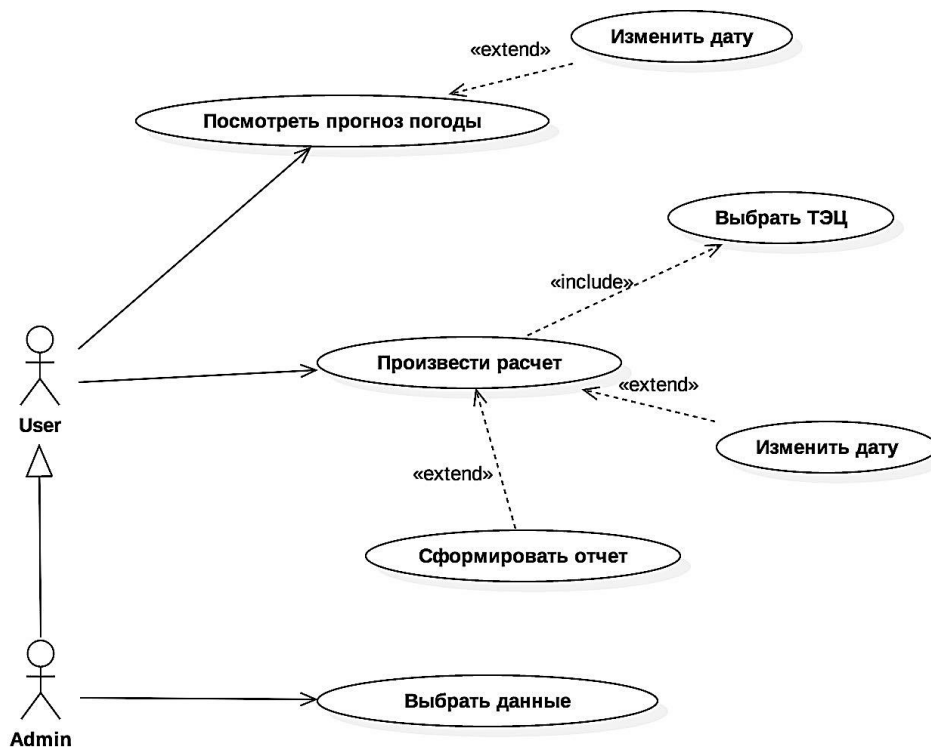 Изменить дату
«extend»
Посмотреть прогноз погоды
Выбрать ТЭЦ
«include»
Произвести расчет
«extend»
User
Изменить дату
«extend»
Сформировать отчет
Выбрать данные
Admin